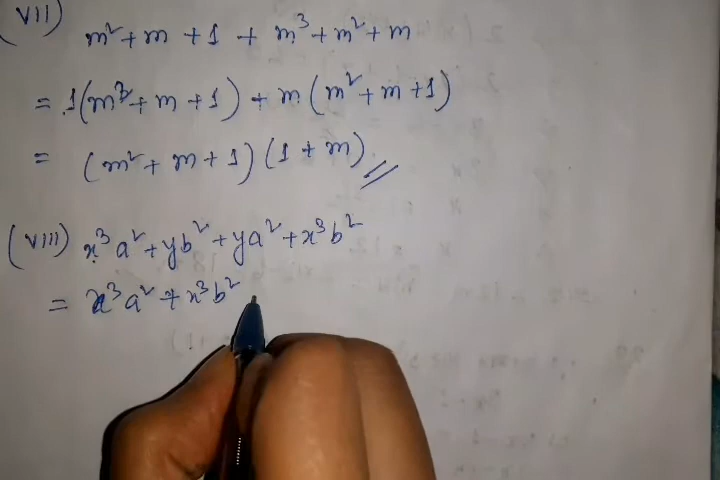 (VII) m² + m + 1 + m³ + m² + m
= 1(m² + m + 1) + m(m² + m + 1)
= (m² + m + 1)(1 + m)
(VIII) x³a² + yb² + ya² + x³b²
= x³a² + x³b²